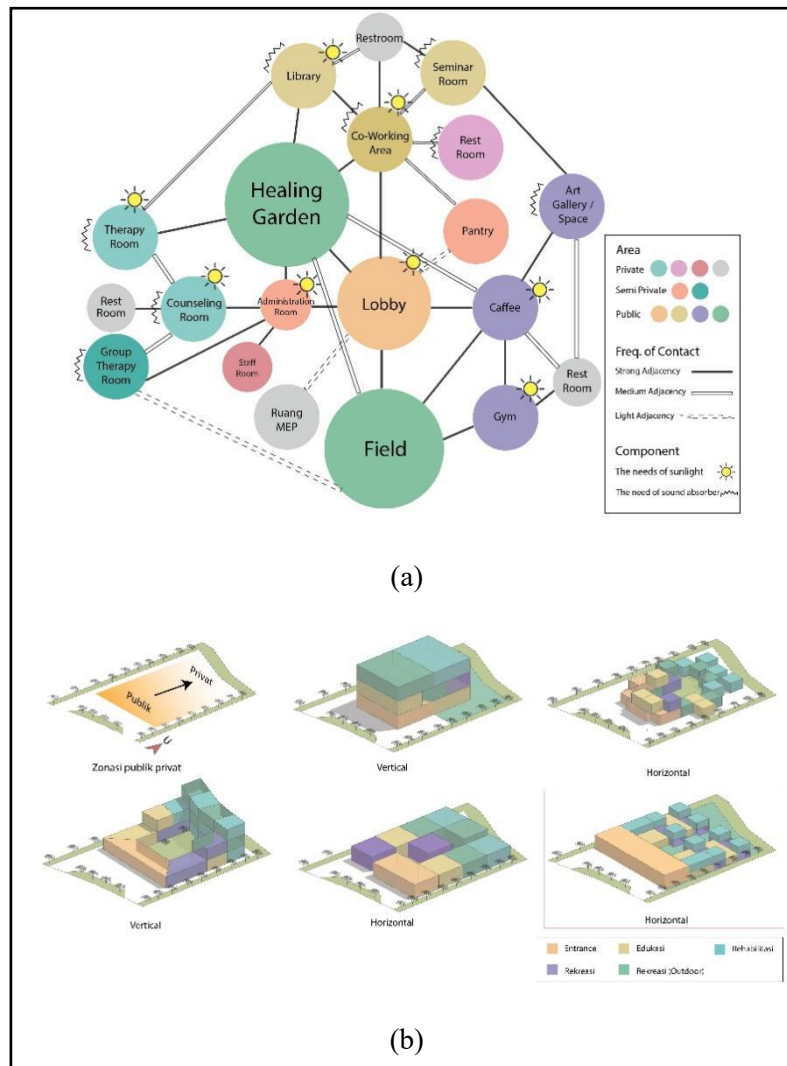 Restroom
Library
Seminar
Room
Co-Working
Area
Rest
Room
Healing
Garden
Art
Gallery /
Space
Therapy
Room
Pantry
Rest
Room
Counseling
Room
Administration
Room
Lobby
Caffee
Group
Therapy
Room
Staff
Room
Ruang
MEP
Field
Gym
Rest
Room
Area
Private
Semi Private
Public
Freq. of Contact
Strong Adjacency
Medium Adjacency
Light Adjacency
Component
The needs of sunlight
The need of sound absorber
(a)
Publik
Privat
U
Zonasi publik privat
Vertical
Horizontal
Vertical
Horizontal
Horizontal
Entrance
Edukasi
Rehabilitasi
Rekreasi
Rekreasi (Outdoor)
(b)